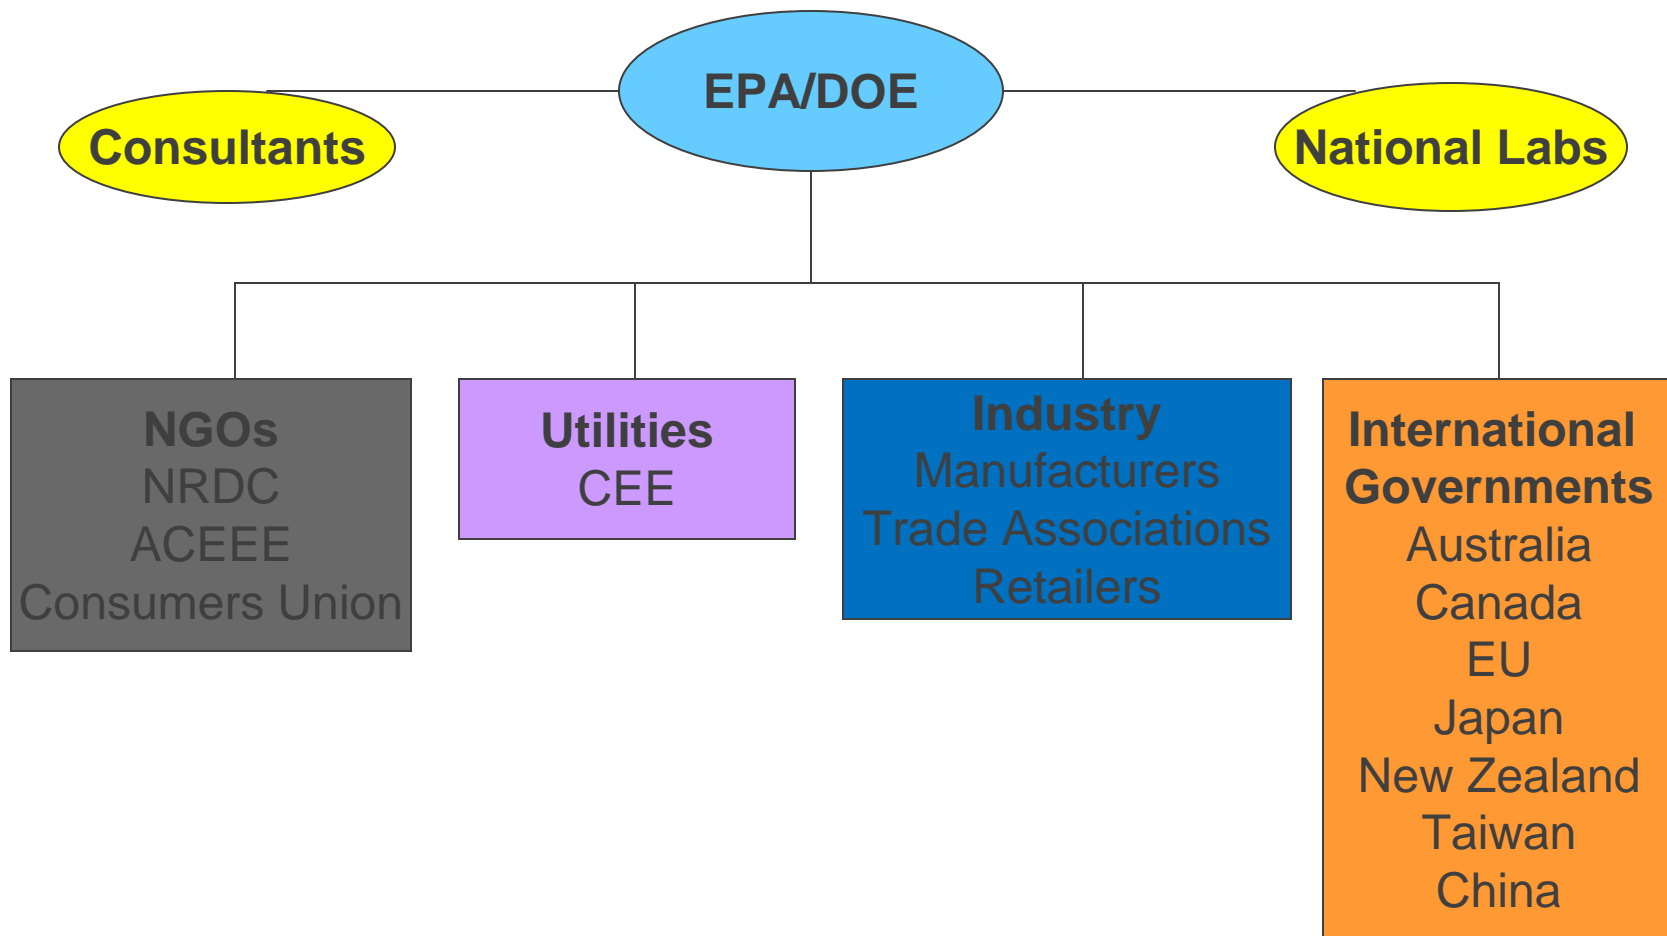 EPA/DOE
Consultants
National Labs
NGOs
NRDC
ACEEE
Consumers Union
Utilities
CEE
Industry
Manufacturers
Trade Associations
Retailers
International
Governments
Australia
Canada
EU
Japan
New Zealand
Taiwan
China